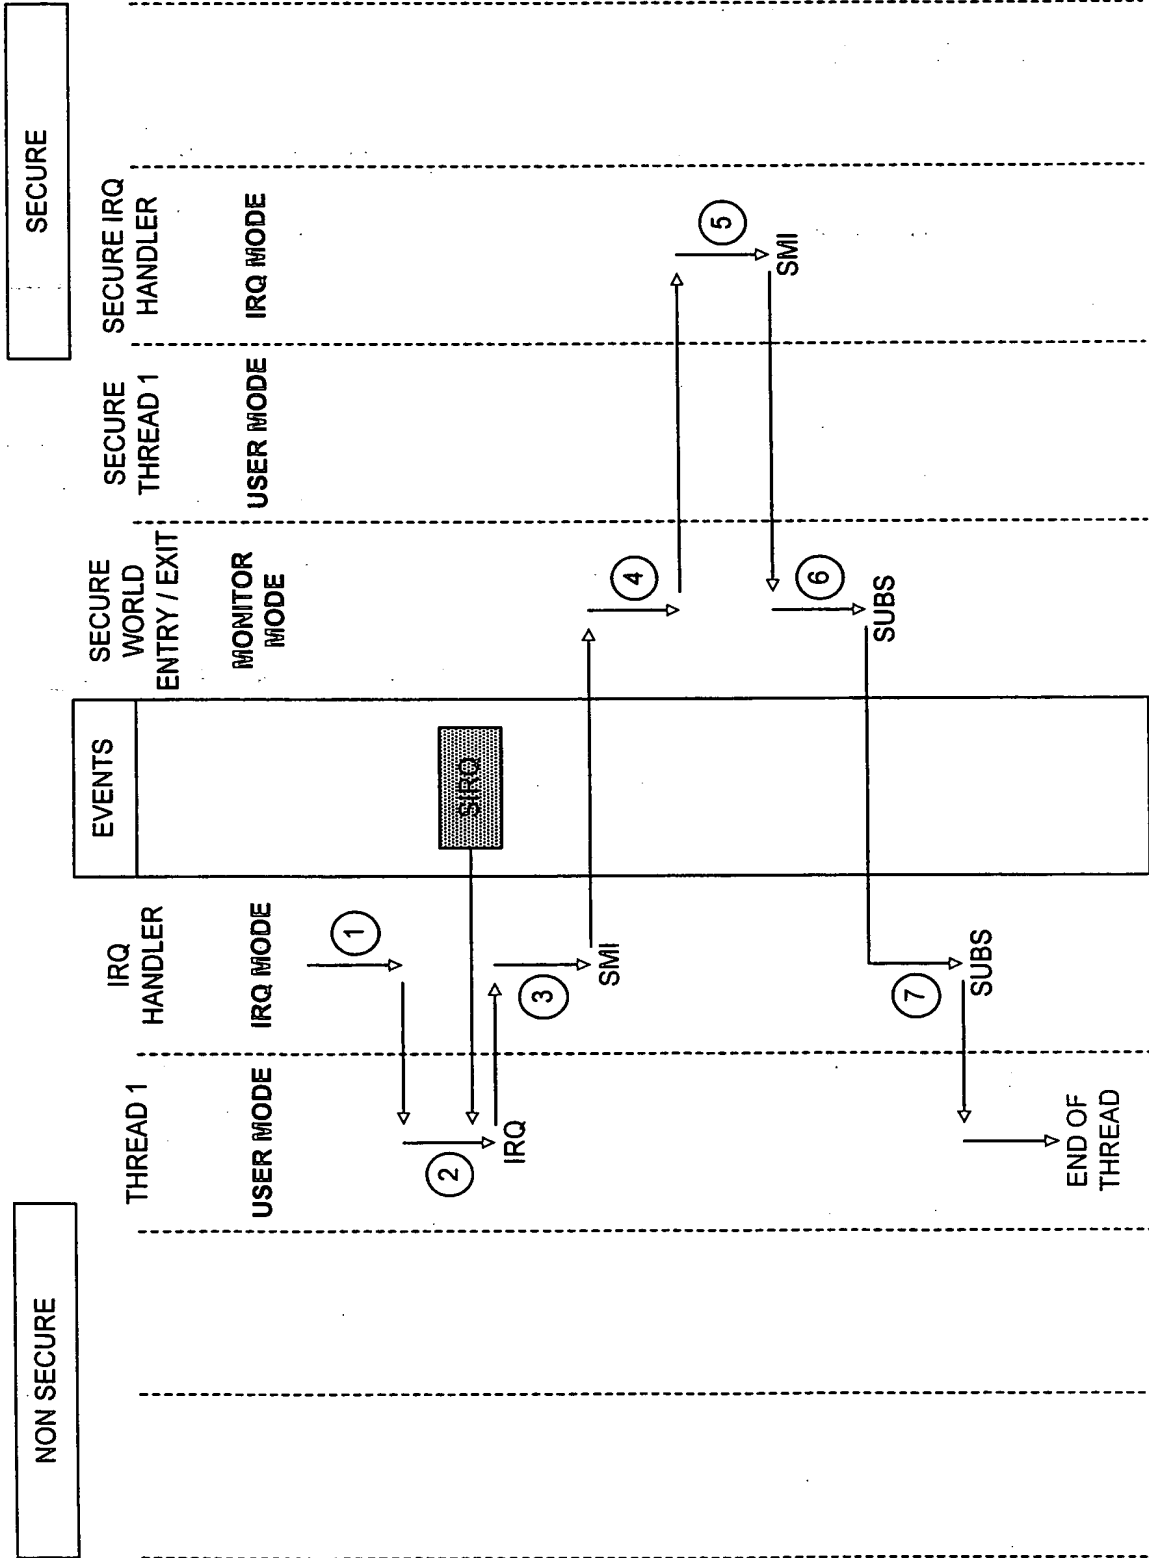 NON SECURE
SECURE
THREAD 1
USER MODE
IRQ
HANDLER
IRQ MODE
EVENTS
SECURE
WORLD
ENTRY / EXIT
MONITOR
MODE
SECURE
THREAD 1
USER MODE
SECURE IRQ
HANDLER
IRQ MODE
1
SIRQ
2
IRQ
3
SMI
4
5
SMI
6
SUBS
7
SUBS
END OF
THREAD